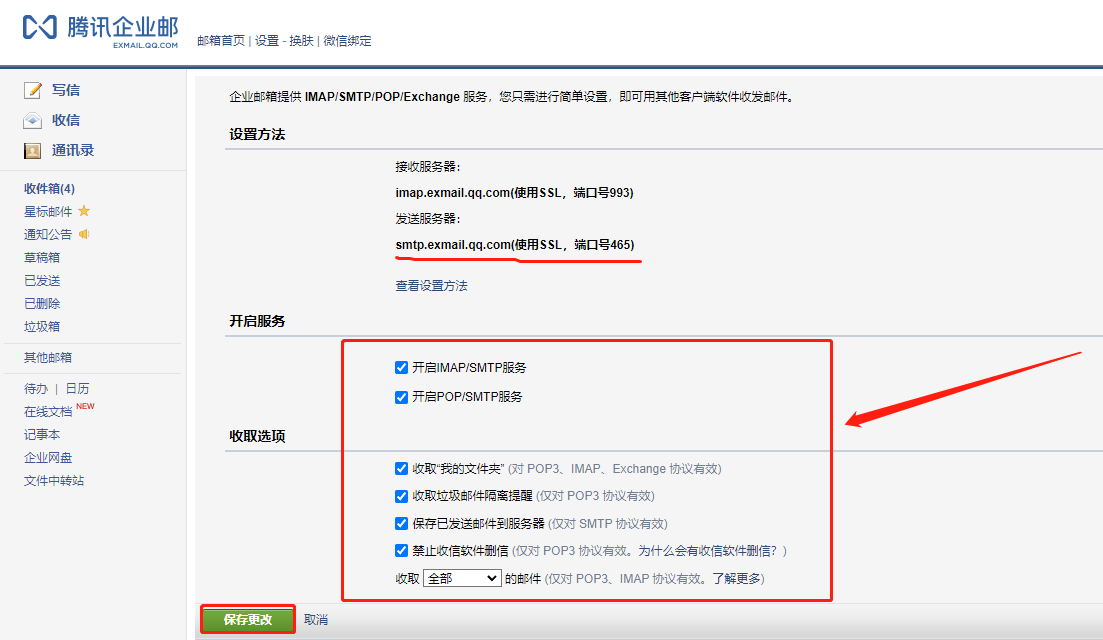 腾讯企业邮
EXMAIL.QQ.COM
邮箱首页 | 设置 - 换肤 | 微信绑定
写信
收信
通讯录
收件箱(4)
星标邮件
通知公告
草稿箱
已发送
已删除
垃圾箱
其他邮箱
待办 | 日历
在线文档 NEW
记事本
企业网盘
文件中转站
企业邮箱提供 IMAP/SMTP/POP/Exchange 服务，您只需进行简单设置，即可用其他客户端软件收发邮件。
设置方法
接收服务器：
imap.exmail.qq.com(使用SSL，端口号993)
发送服务器：
smtp.exmail.qq.com(使用SSL，端口号465)
查看设置方法
开启服务
开启IMAP/SMTP服务
开启POP/SMTP服务
收取选项
收取“我的文件夹” (对 POP3、IMAP、Exchange 协议有效)
收取垃圾邮件隔离提醒 (仅对 POP3 协议有效)
保存已发送邮件到服务器 (仅对 SMTP 协议有效)
禁止收信软件删信 (仅对 POP3 协议有效。为什么会有收信软件删信？)
收取 全部 的邮件 (仅对 POP3、IMAP 协议有效。了解更多)
保存更改 取消